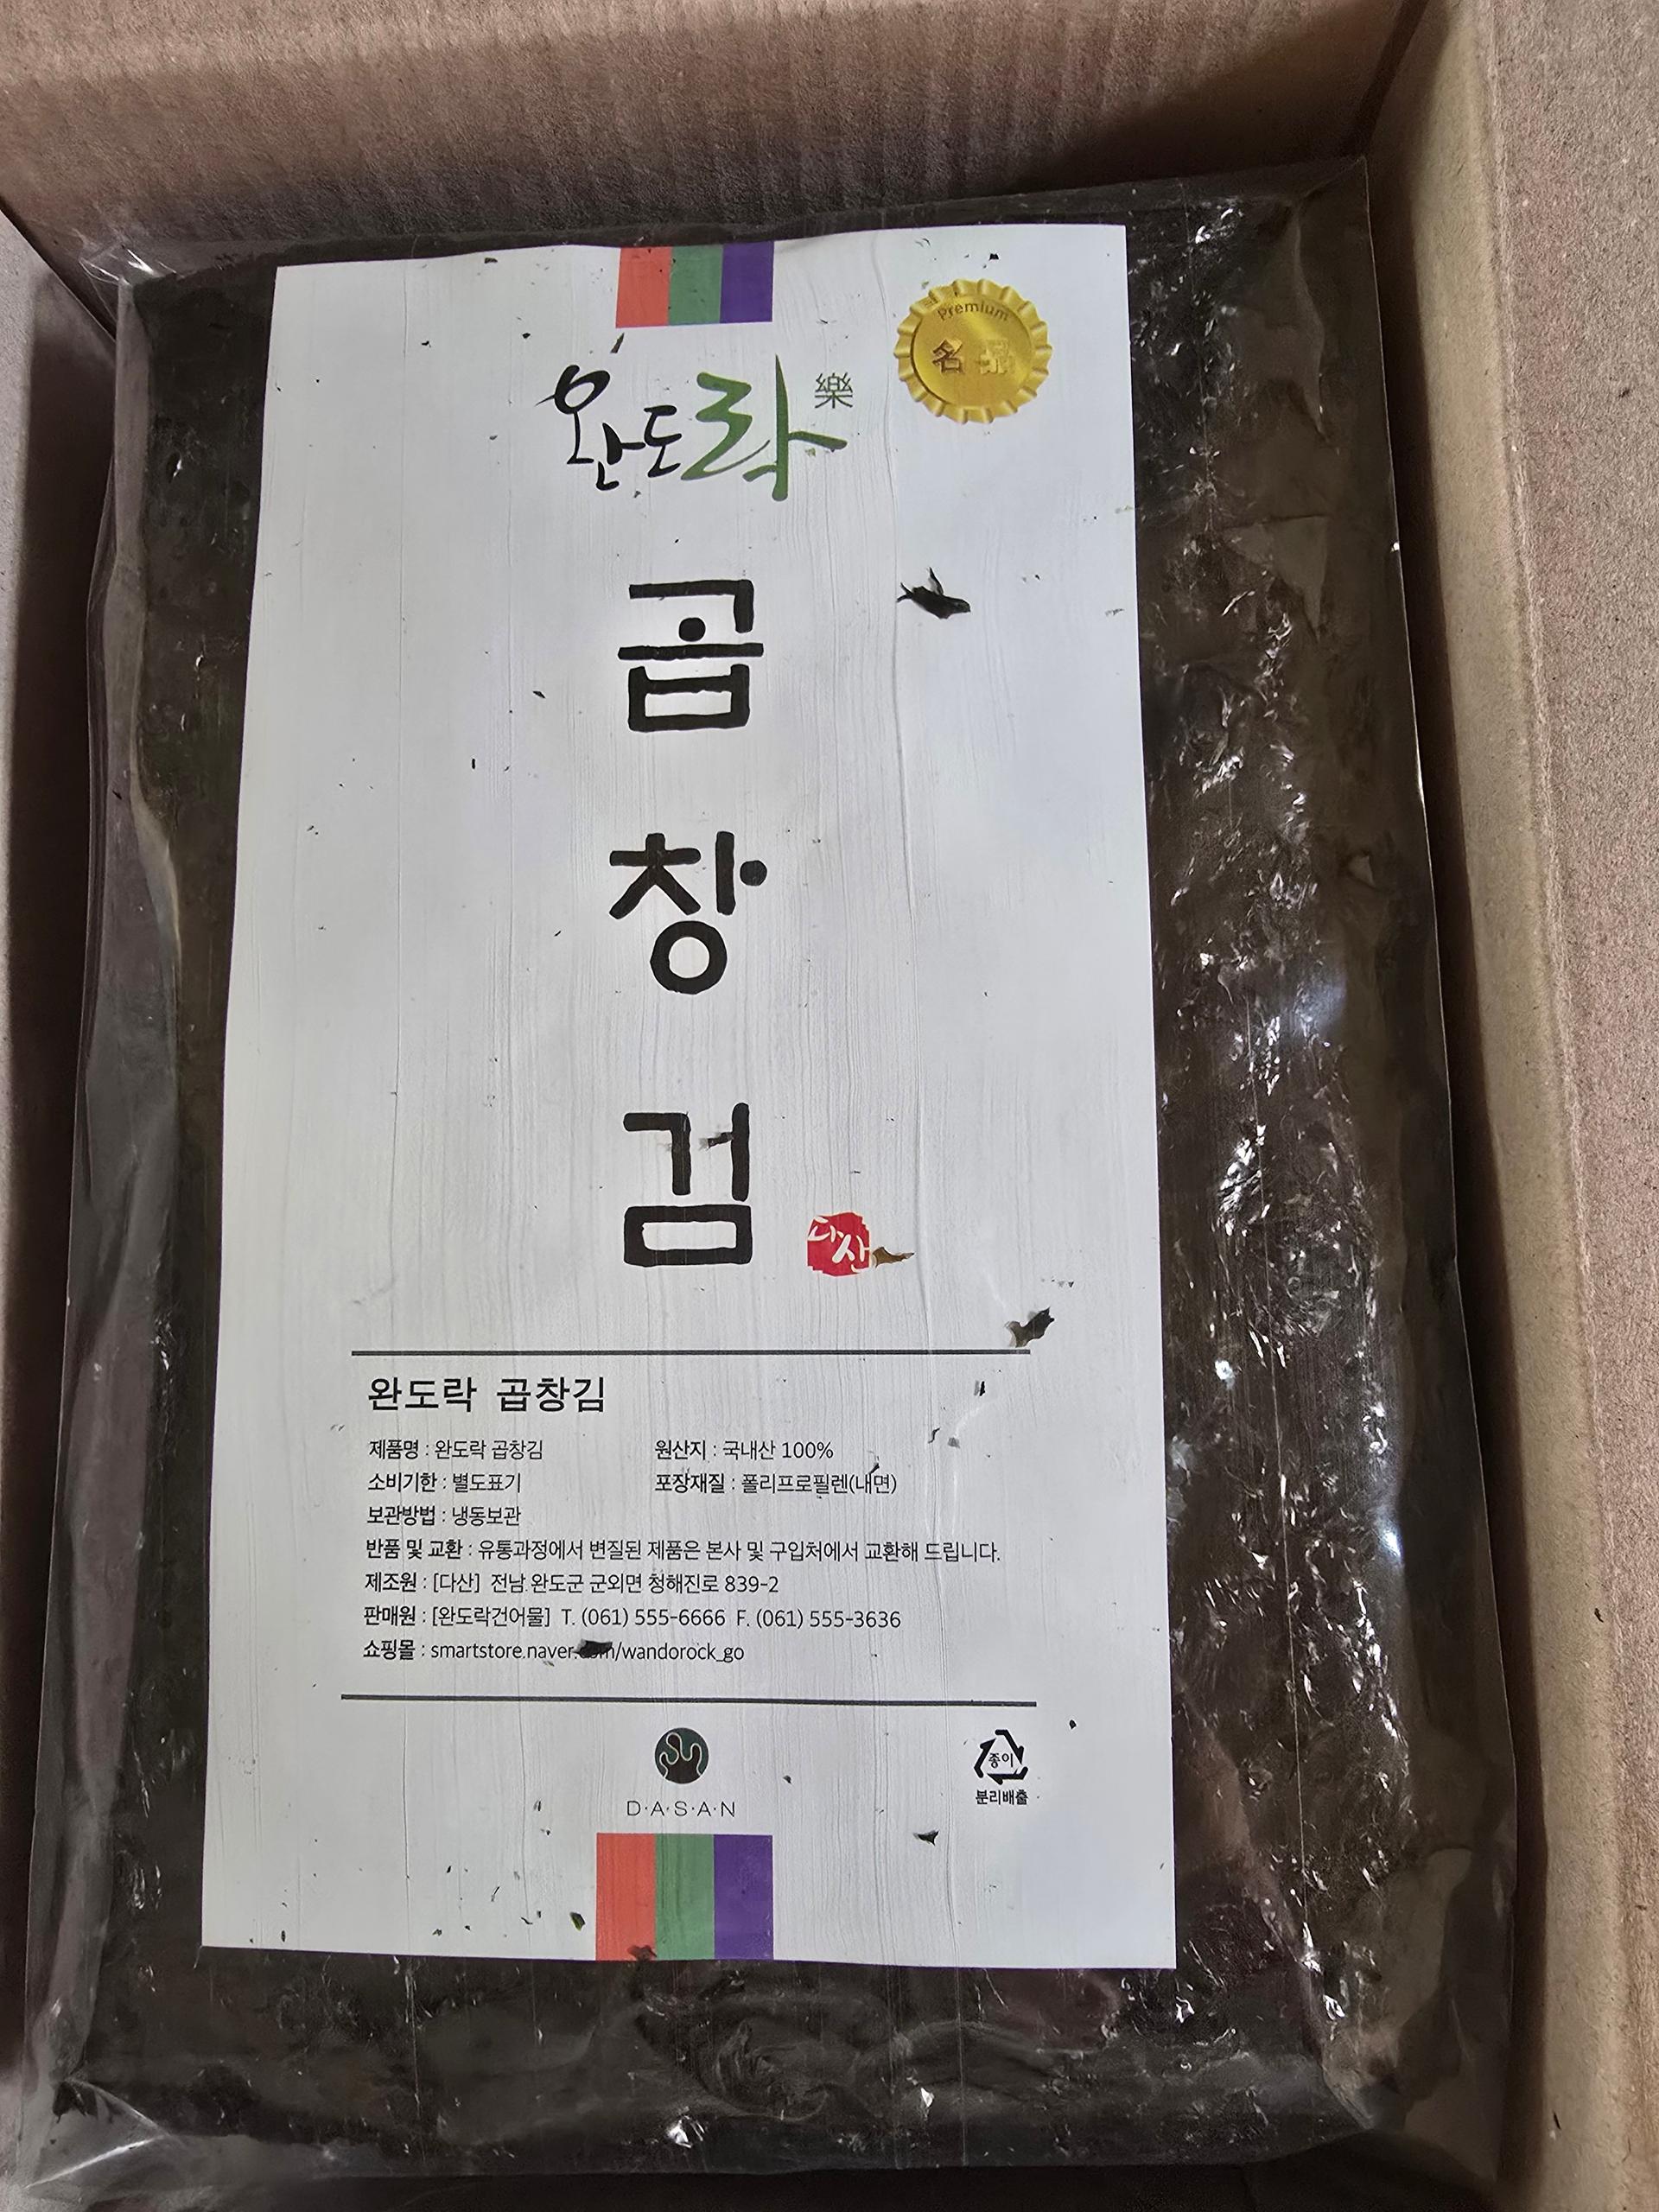 Premium
名品
완도락 樂
곱
창
김
다산
완도락 곱창김
제품명 : 완도락 곱창김 원산지 : 국내산 100%
소비기한 : 별도표기 포장재질 : 폴리프로필렌(내면)
보관방법 : 냉동보관
반품 및 교환 : 유통과정에서 변질된 제품은 본사 및 구입처에서 교환해 드립니다.
제조원 : [다산] 전남 완도군 군외면 청해진로 839-2
판매원 : [완도락건어물] T. (061) 555-6666 F. (061) 555-3636
쇼핑몰 : smartstore.naver.com/wandorock_go
D·A·S·A·N
종이
분리배출